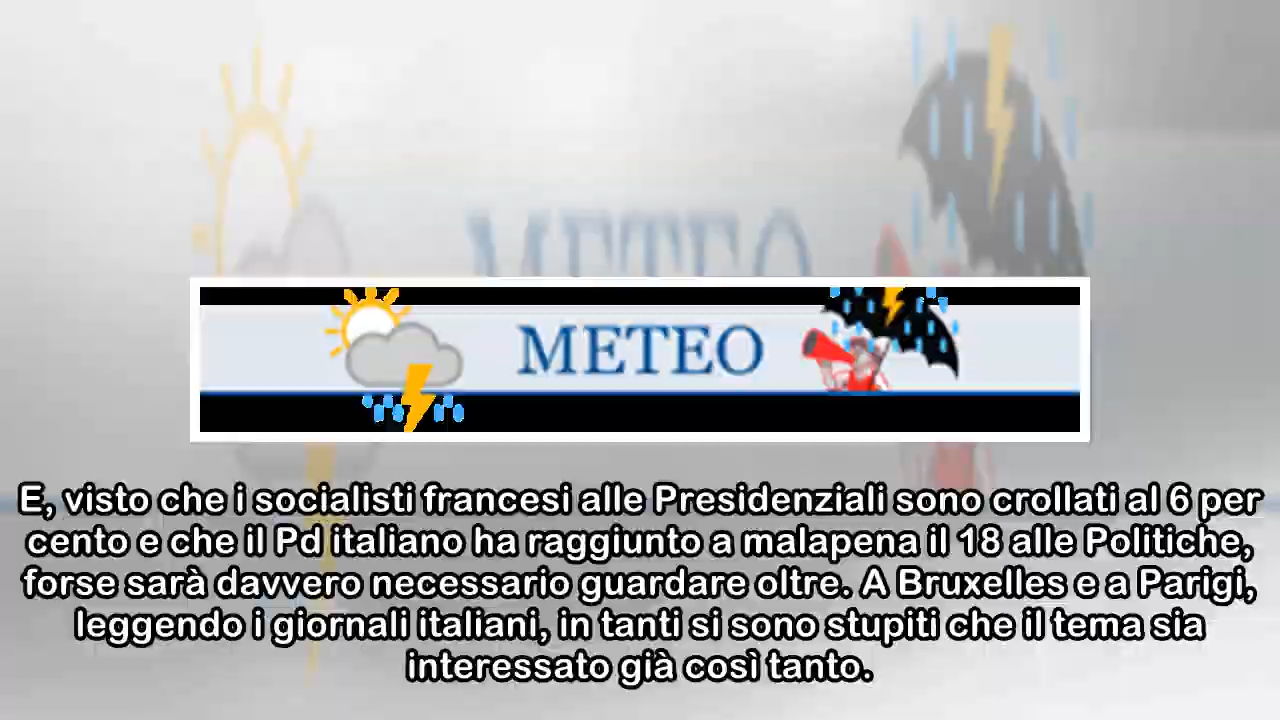 METEO
METEO
E, visto che i socialisti francesi alle Presidenziali sono crollati al 6 per
cento e che il Pd italiano ha raggiunto a malapena il 18 alle Politiche,
forse sarà davvero necessario guardare oltre. A Bruxelles e a Parigi,
leggendo i giornali italiani, in tanti si sono stupiti che il tema sia
interessato già così tanto.